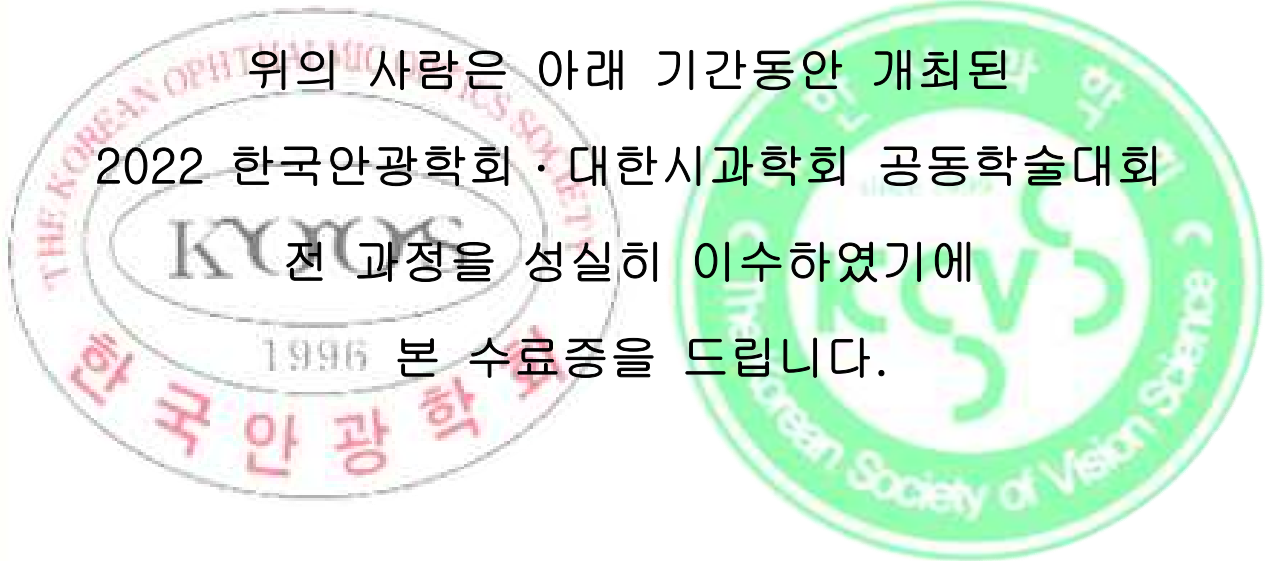 위의 사람은 아래 기간동안 개최된
2022 한국안광학회 · 대한시과학회 공동학술대회
전 과정을 성실히 이수하였기에
본 수료증을 드립니다.
THE KOREAN OPHTHALMIC OPTICS SOCIETY
1996
한국안광학회
The Korean Society of Vision Science